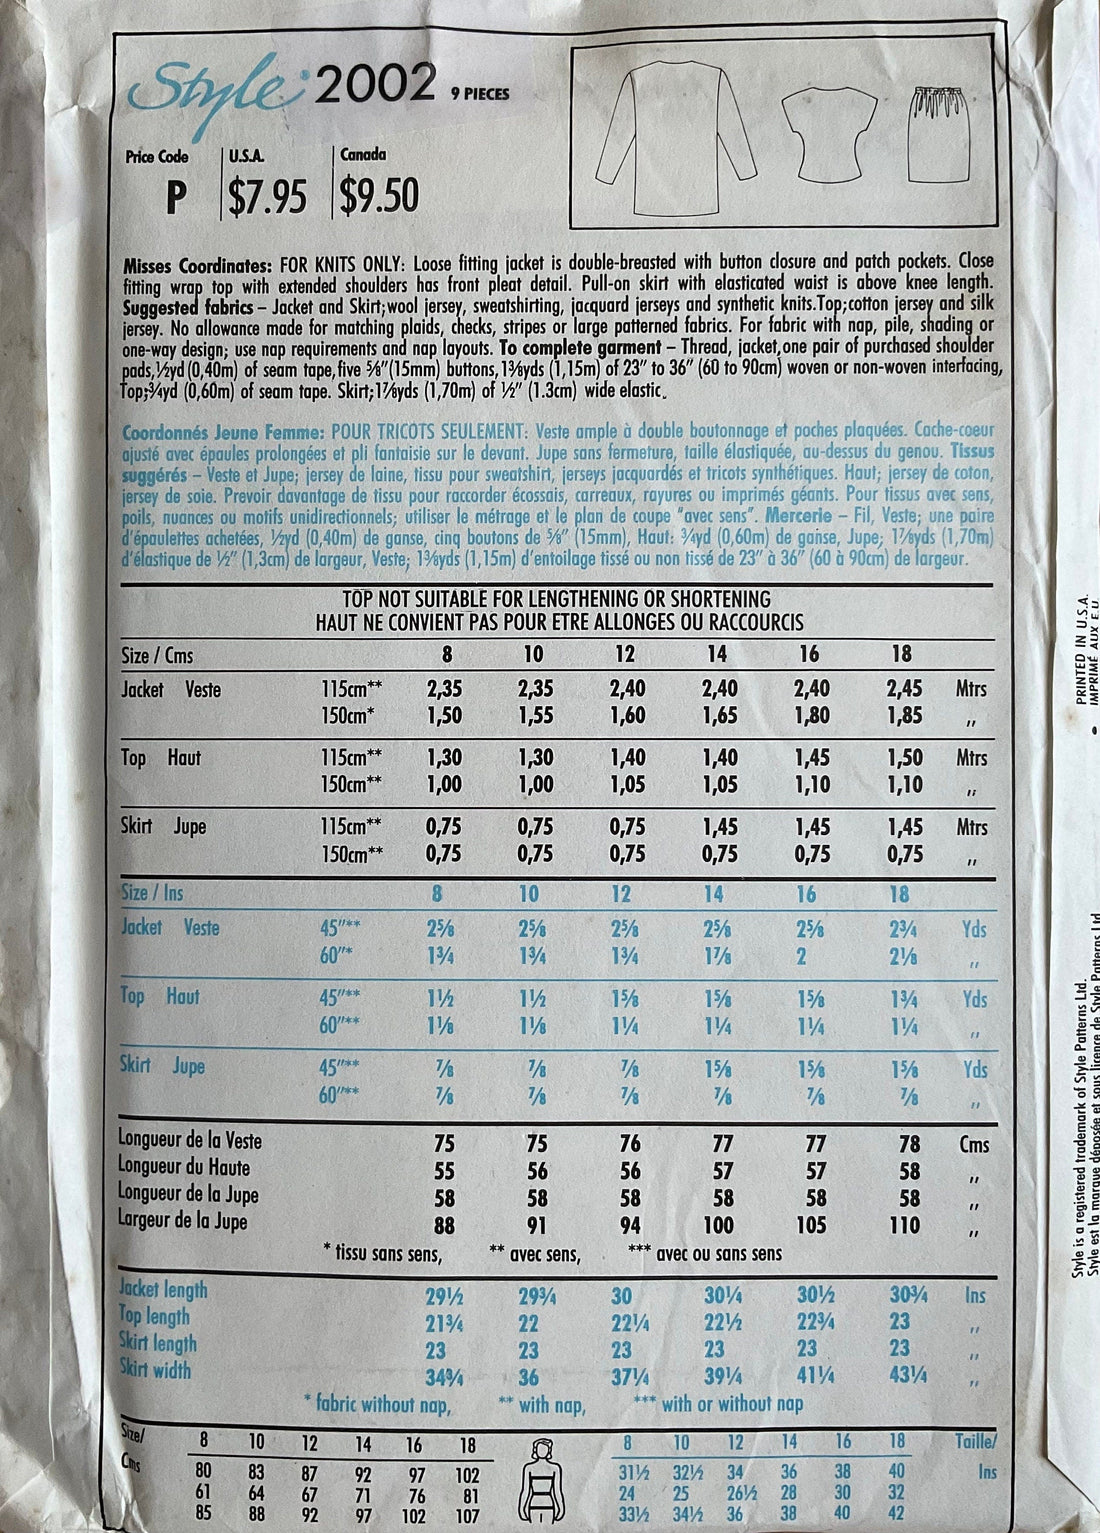 Style 2002 9 PIECES
Price Code U.S.A. Canada
P $7.95 $9.50
Misses Coordinates: FOR KNITS ONLY: Loose fitting jacket is double-breasted with button closure and patch pockets. Close
fitting wrap top with extended shoulders has front pleat detail. Pull-on skirt with elasticated waist is above knee length.
Suggested fabrics – Jacket and Skirt;wool jersey, sweatshirting, jacquard jerseys and synthetic knits.Top;cotton jersey and silk
jersey. No allowance made for matching plaids, checks, stripes or large patterned fabrics. For fabric with nap, pile, shading or
one-way design; use nap requirements and nap layouts. To complete garment – Thread, jacket,one pair of purchased shoulder
pads,½yd (0,40m) of seam tape,five ⅝"(15mm) buttons,1⅜yds (1,15m) of 23" to 36" (60 to 90cm) woven or non-woven interfacing,
Top;¾yd (0,60m) of seam tape. Skirt;1⅞yds (1,70m) of ½" (1.3cm) wide elastic.
Coordonnés Jeune Femme: POUR TRICOTS SEULEMENT: Veste ample à double boutonnage et poches plaquées. Cache-coeur
ajusté avec épaules prolongées et pli fantaisie sur le devant. Jupe sans fermeture, taille élastiquée, au-dessus du genou. Tissus
suggérés – Veste et Jupe; jersey de laine, tissu pour sweatshirt, jerseys jacquardés et tricots synthétiques. Haut; jersey de coton,
jersey de soie. Prevoir davantage de tissu pour raccorder écossais, carreaux, rayures ou imprimés géants. Pour tissus avec sens,
poils, nuances ou motifs unidirectionnels; utiliser le métrage et le plan de coupe "avec sens". Mercerie – Fil, Veste; une paire
d'épaulettes achetées, ½yd (0,40m) de ganse, cinq boutons de ⅝" (15mm), Haut; ¾yd (0,60m) de ganse, Jupe; 1⅞yds (1,70m)
d'élastique de ½" (1,3cm) de largeur, Veste; 1⅜yds (1,15m) d'entoilage tissé ou non tissé de 23" à 36" (60 à 90cm) de largeur.
TOP NOT SUITABLE FOR LENGTHENING OR SHORTENING
HAUT NE CONVIENT PAS POUR ETRE ALLONGES OU RACCOURCIS
Size / Cms 8 10 12 14 16 18
Jacket Veste 115cm** 2,35 2,35 2,40 2,40 2,40 2,45 Mtrs
150cm* 1,50 1,55 1,60 1,65 1,80 1,85 ,,
Top Haut 115cm** 1,30 1,30 1,40 1,40 1,45 1,50 Mtrs
150cm** 1,00 1,00 1,05 1,05 1,10 1,10 ,,
Skirt Jupe 115cm** 0,75 0,75 0,75 1,45 1,45 1,45 Mtrs
150cm** 0,75 0,75 0,75 0,75 0,75 0,75 ,,
Size / Ins 8 10 12 14 16 18
Jacket Veste 45"** 2⅝ 2⅝ 2⅝ 2⅝ 2⅝ 2¾ Yds
60"* 1¾ 1¾ 1¾ 1⅞ 2 2⅛ ,,
Top Haut 45"** 1½ 1½ 1⅝ 1⅝ 1⅝ 1¾ Yds
60"** 1⅛ 1⅛ 1¼ 1¼ 1¼ 1¼ ,,
Skirt Jupe 45"** ⅞ ⅞ ⅞ 1⅝ 1⅝ 1⅝ Yds
60"** ⅞ ⅞ ⅞ ⅞ ⅞ ⅞ ,,
Longueur de la Veste 75 75 76 77 77 78 Cms
Longueur du Haute 55 56 56 57 57 58 ,,
Longueur de la Jupe 58 58 58 58 58 58 ,,
Largeur de la Jupe 88 91 94 100 105 110 ,,
* tissu sans sens, ** avec sens, *** avec ou sans sens
Jacket length 29½ 29¾ 30 30¼ 30½ 30¾ Ins
Top length 21¾ 22 22¼ 22½ 22¾ 23 ,,
Skirt length 23 23 23 23 23 23 ,,
Skirt width 34¾ 36 37¼ 39¼ 41¼ 43¼ ,,
* fabric without nap, ** with nap, *** with or without nap
Size/ 8 10 12 14 16 18 8 10 12 14 16 18 Taille/
Cms 80 83 87 92 97 102 31½ 32½ 34 36 38 40 Ins
61 64 67 71 76 81 24 25 26½ 28 30 32
85 88 92 97 102 107 33½ 34½ 36 38 40 42
PRINTED IN U.S.A.
IMPRIMÉ AUX E.U.
Style is a registered trademark of Style Patterns Ltd.
Style est la marque déposée et sous licence de Style Patterns Ltd